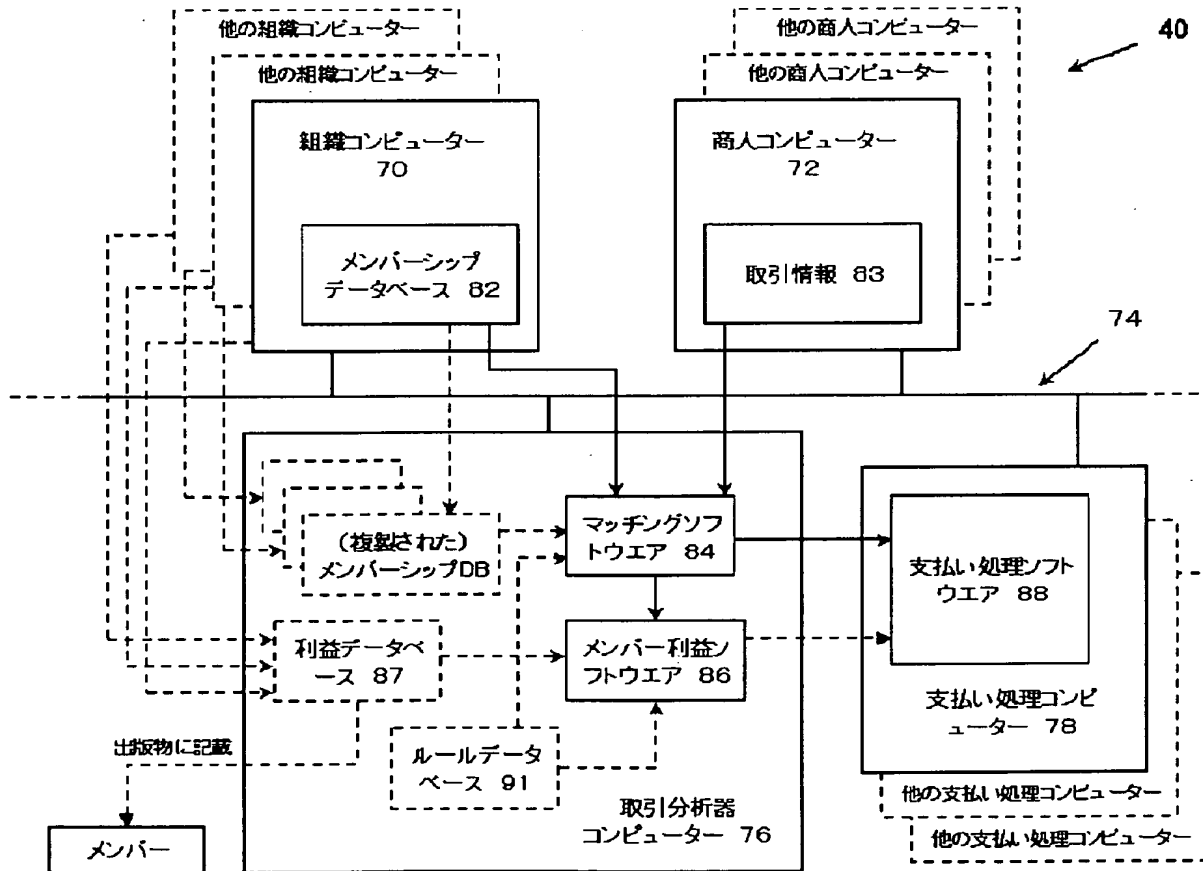 他の組織コンピューター
他の商人コンピューター
40
他の組織コンピューター
他の商人コンピューター
組織コンピューター
70
商人コンピューター
72
メンバーシップ
データベース 82
取引情報 83
74
(複製された)
メンバーシップDB
マッチングソフ
トウエア 84
支払い処理ソフト
ウエア 88
利益データベ
ース 87
メンバー利益ソ
フトウエア 86
支払い処理コンピ
ューター 78
出版物に記載
ルールデータ
ベース 91
取引分析器
コンピューター 76
他の支払い処理コンピューター
他の支払い処理コンピューター
メンバー